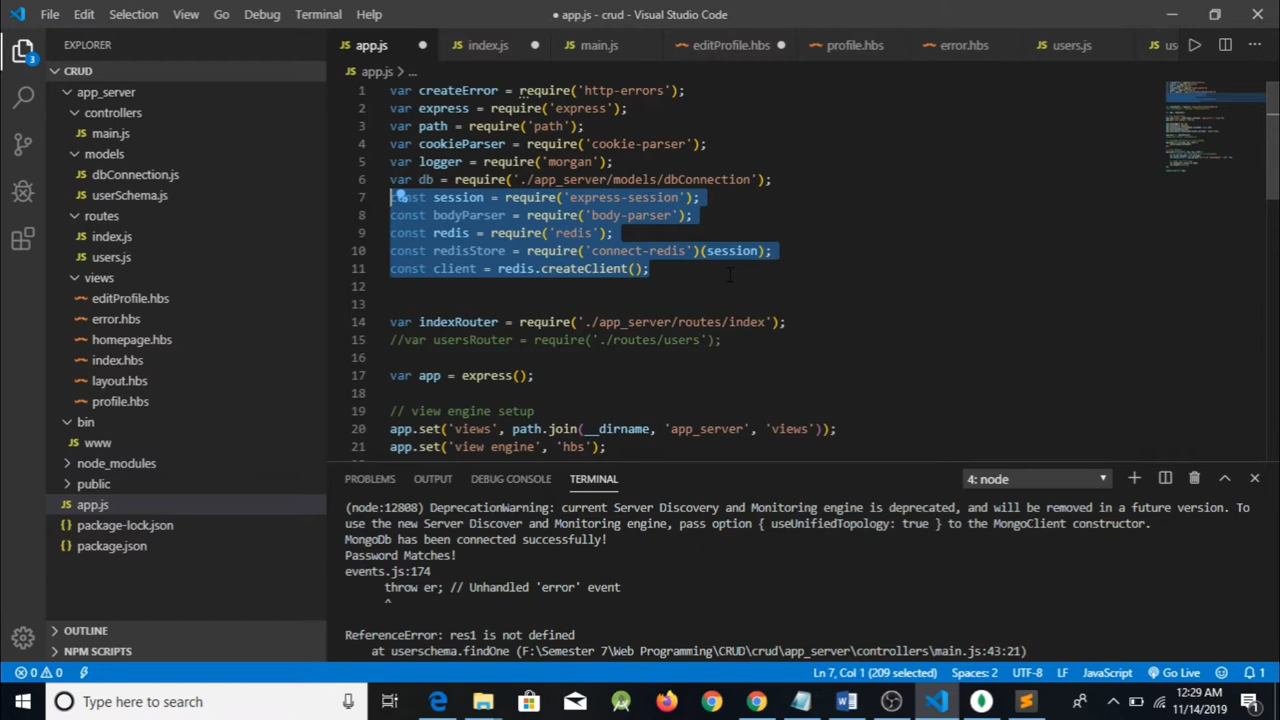 File Edit Selection View Go Debug Terminal Help
● app.js - crud - Visual Studio Code
EXPLORER
app.js
index.js
main.js
editProfile.hbs
profile.hbs
error.hbs
users.js
us
3
CRUD
app_server
controllers
JS main.js
models
JS dbConnection.js
JS userSchema.js
routes
JS index.js
JS users.js
views
editProfile.hbs
error.hbs
homepage.hbs
index.hbs
layout.hbs
profile.hbs
bin
JS www
node_modules
public
JS app.js
{} package-lock.json
{} package.json
OUTLINE
NPM SCRIPTS
JS app.js > ...
1 var createError = require('http-errors');
2 var express = require('express');
3 var path = require('path');
4 var cookieParser = require('cookie-parser');
5 var logger = require('morgan');
6 var db = require('./app_server/models/dbConnection');
7 const session = require('express-session');
8 const bodyParser = require('body-parser');
9 const redis = require('redis');
10 const redisStore = require('connect-redis')(session);
11 const client = redis.createClient();
12
13
14 var indexRouter = require('./app_server/routes/index');
15 //var usersRouter = require('./routes/users');
16
17 var app = express();
18
19 // view engine setup
20 app.set('views', path.join(__dirname, 'app_server', 'views'));
21 app.set('view engine', 'hbs');
PROBLEMS OUTPUT DEBUG CONSOLE TERMINAL
4: node
(node:12808) DeprecationWarning: current Server Discovery and Monitoring engine is deprecated, and will be removed in a future version. To
use the new Server Discover and Monitoring engine, pass option { useUnifiedTopology: true } to the MongoClient constructor.
MongoDb has been connected successfully!
Password Matches!
events.js:174
throw er; // Unhandled 'error' event
^
ReferenceError: res1 is not defined
at userschema.findOne (F:\Semester 7\Web Programming\CRUD\crud\app_server\controllers\main.js:43:21)
0 0
Ln 7, Col 1 (209 selected) Spaces: 2 UTF-8 LF JavaScript Go Live 1
Type here to search
12:29 AM
11/14/2019
1